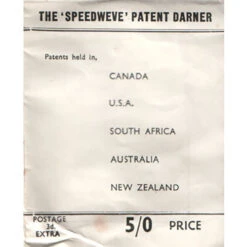 THE 'SPEEDWEVE' PATENT DARNER
Patents held in,
CANADA
U.S.A.
SOUTH AFRICA
AUSTRALIA
NEW ZEALAND
POSTAGE
3d.
EXTRA
5/0 PRICE